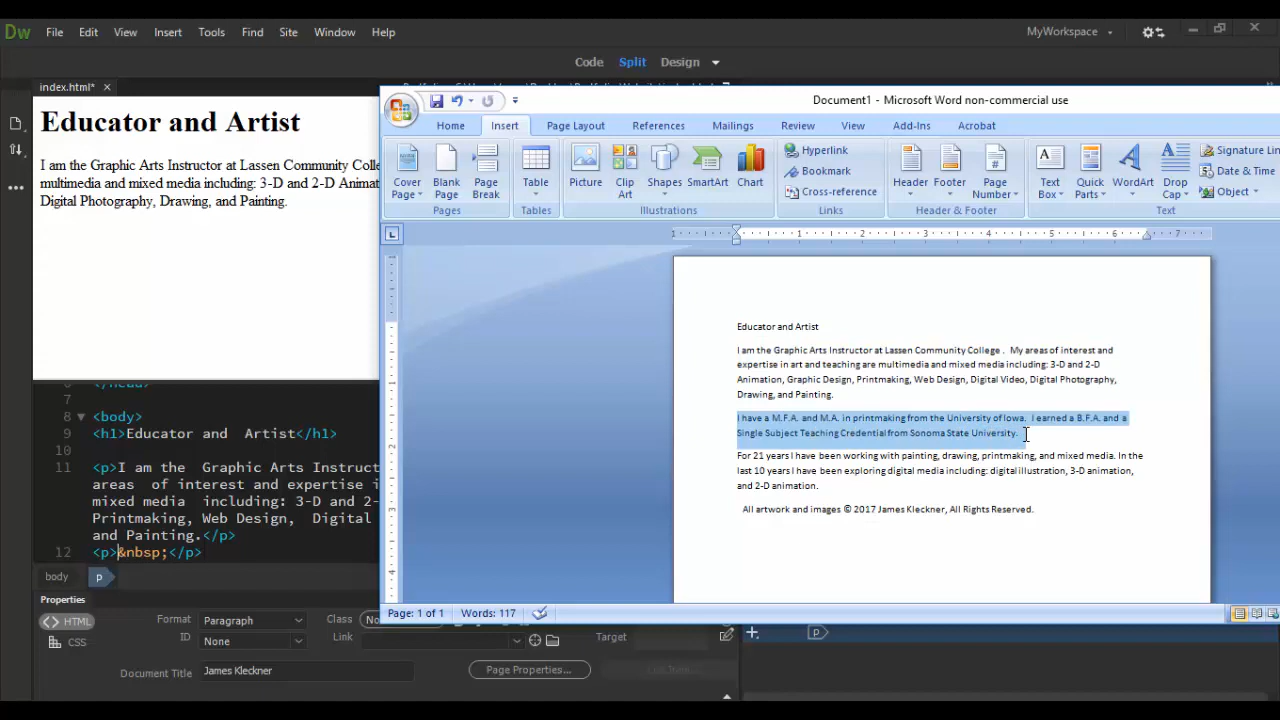 Dw File Edit View Insert Tools Find Site Window Help MyWorkspace
Code Split Design
index.html* ×
Educator and Artist
I am the Graphic Arts Instructor at Lassen Community Colle
multimedia and mixed media including: 3-D and 2-D Animat
Digital Photography, Drawing, and Painting.
</head>
8 <body>
9 <h1>Educator and  Artist</h1>
10
11 <p>I am the  Graphic Arts Instruct
areas  of interest and expertise i
mixed media  including: 3-D and 2-
Printmaking, Web Design,  Digital
and Painting.</p>
12 <p>&nbsp;</p>
body p
Properties
<> HTML Format Paragraph Class No
CSS ID None Link Target
Document Title James Kleckner Page Properties...
p
Document1 - Microsoft Word non-commercial use
Home Insert Page Layout References Mailings Review View Add-Ins Acrobat
Cover Page Blank Page Page Break Table Picture Clip Art Shapes SmartArt Chart Hyperlink Bookmark Cross-reference Header Footer Page Number Text Box Quick Parts WordArt Drop Cap Signature Lin Date & Time Object
Pages Tables Illustrations Links Header & Footer Text
1 1 2 3 4 5 6 7
Educator and Artist
I am the Graphic Arts Instructor at Lassen Community College .  My areas of interest and
expertise in art and teaching are multimedia and mixed media including: 3-D and 2-D
Animation, Graphic Design, Printmaking, Web Design, Digital Video, Digital Photography,
Drawing, and Painting.
I have a M.F.A. and M.A. in printmaking from the University of Iowa.  I earned a B.F.A. and a
Single Subject Teaching Credential from Sonoma State University.
For 21 years I have been working with painting, drawing, printmaking, and mixed media. In the
last 10 years I have been exploring digital media including: digital illustration, 3-D animation,
and 2-D animation.
All artwork and images © 2017 James Kleckner, All Rights Reserved.
Page: 1 of 1 Words: 117